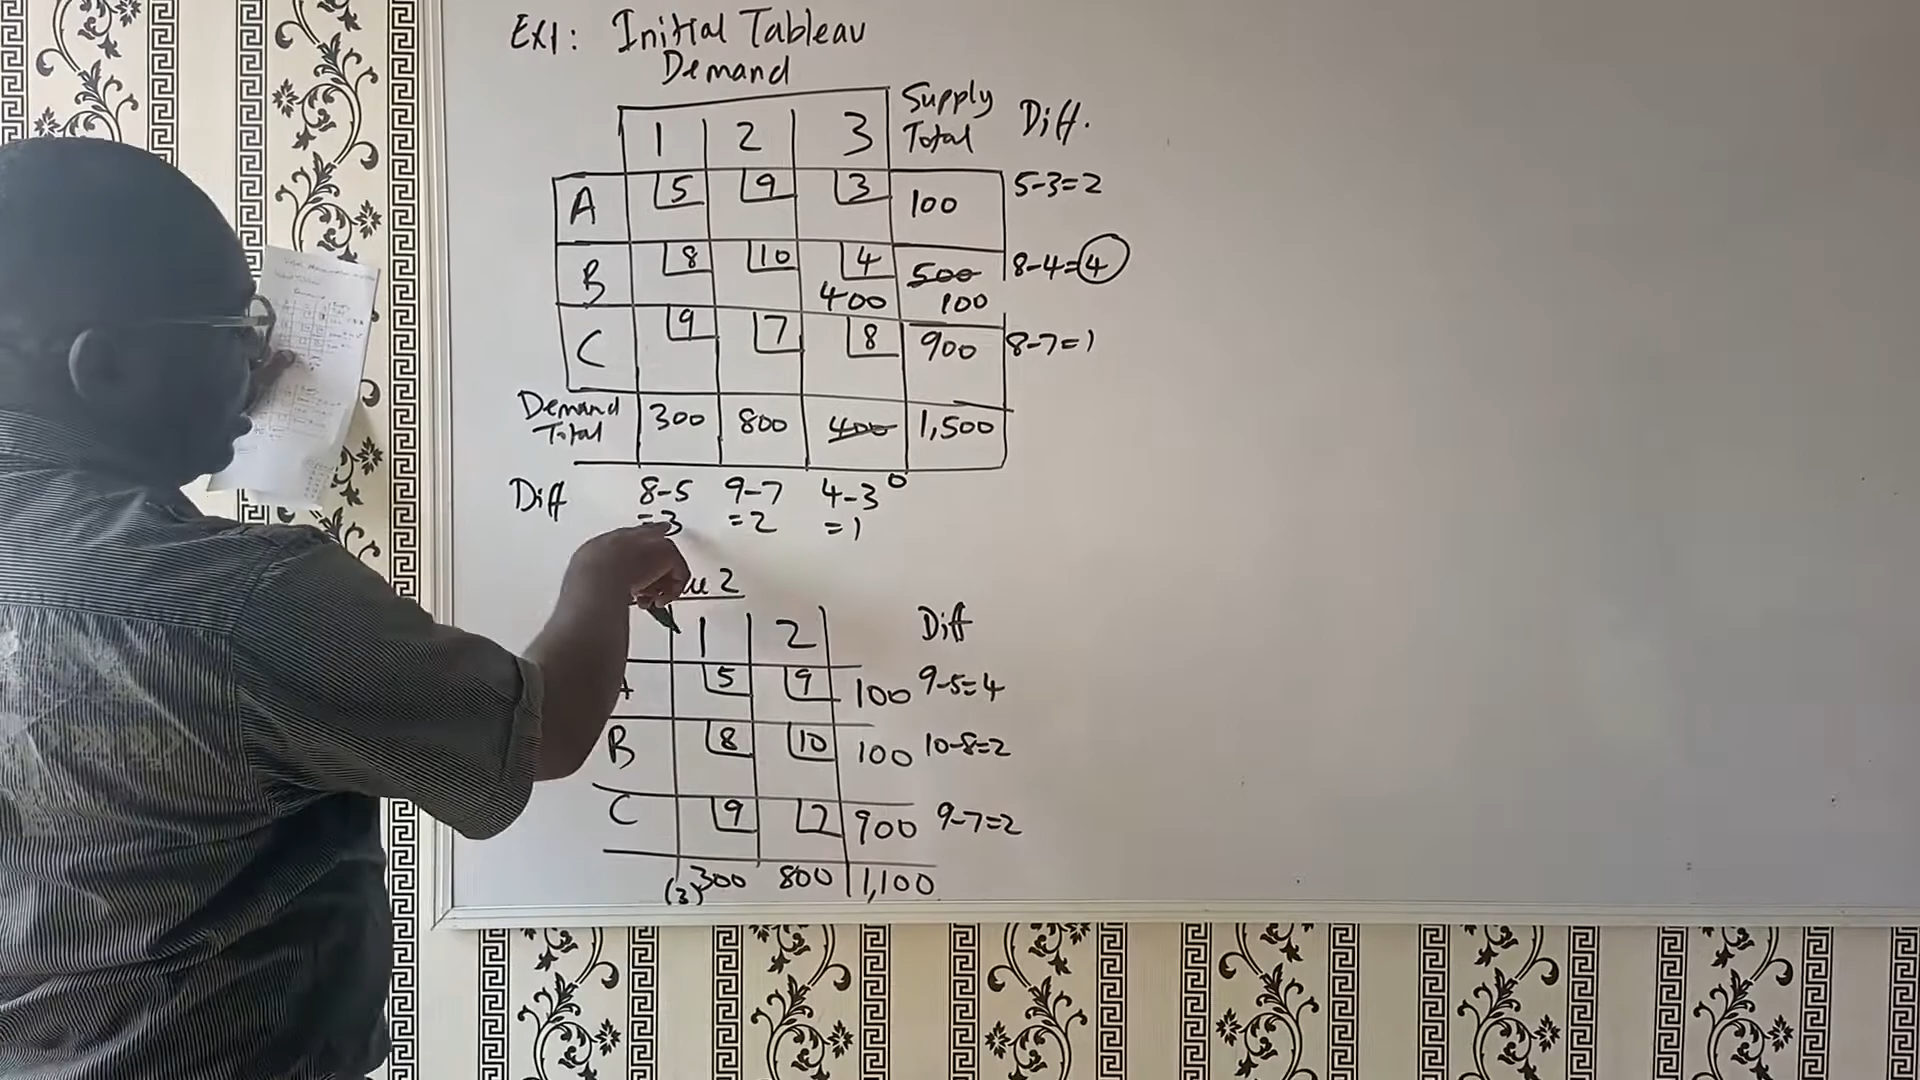 Ex1: Initial Tableau
Demand
1 2 3 Supply Total Diff.
A 5 9 3 100 5-3=2
B 8 10 4 500 8-4=4
400 100
C 9 7 8 900 8-7=1
Demand Total 300 800 400 1,500
0
Diff 8-5 9-7 4-3
=3 =2 =1
2
1 2 Diff
5 9 100 9-5=4
B 8 10 100 10-8=2
C 9 7 900 9-7=2
(3) 300 800 1,100